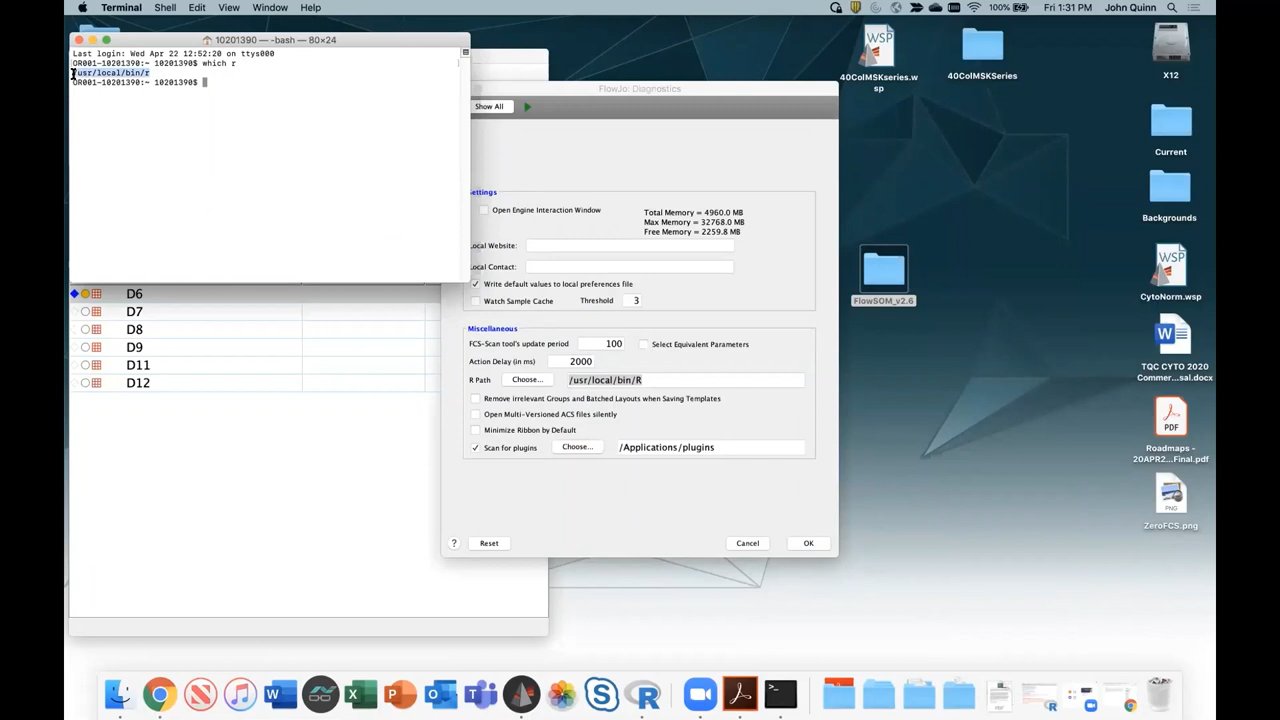 Terminal Shell Edit View Window Help
100% Fri 1:31 PM John Quinn
10201390 — -bash — 80×24
Last login: Wed Apr 22 12:52:20 on ttys000
OR001-10201390:~ 10201390$ which r
/usr/local/bin/r
OR001-10201390:~ 10201390$
FlowJo: Diagnostics
Show All
Settings
Open Engine Interaction Window
Total Memory = 4960.0 MB
Max Memory = 32768.0 MB
Free Memory = 2259.8 MB
Local Website:
Local Contact:
Write default values to local preferences file
Watch Sample Cache Threshold 3
Miscellaneous
FCS-Scan tool's update period 100 Select Equivalent Parameters
Action Delay (in ms) 2000
R Path Choose... /usr/local/bin/R
Remove irrelevant Groups and Batched Layouts when Saving Templates
Open Multi-Versioned ACS files silently
Minimize Ribbon by Default
Scan for plugins Choose... /Applications/plugins
? Reset Cancel OK
D6
D7
D8
D9
D11
D12
WSP
40ColMSKseries.w
sp
40ColMSKseries
X12
Current
Backgrounds
FlowSOM_v2.6
WSP
CytoNorm.wsp
W
TQC CYTO 2020
Commer...sal.docx
PDF
Roadmaps -
20APR2...Final.pdf
PNG
ZeroFCS.png